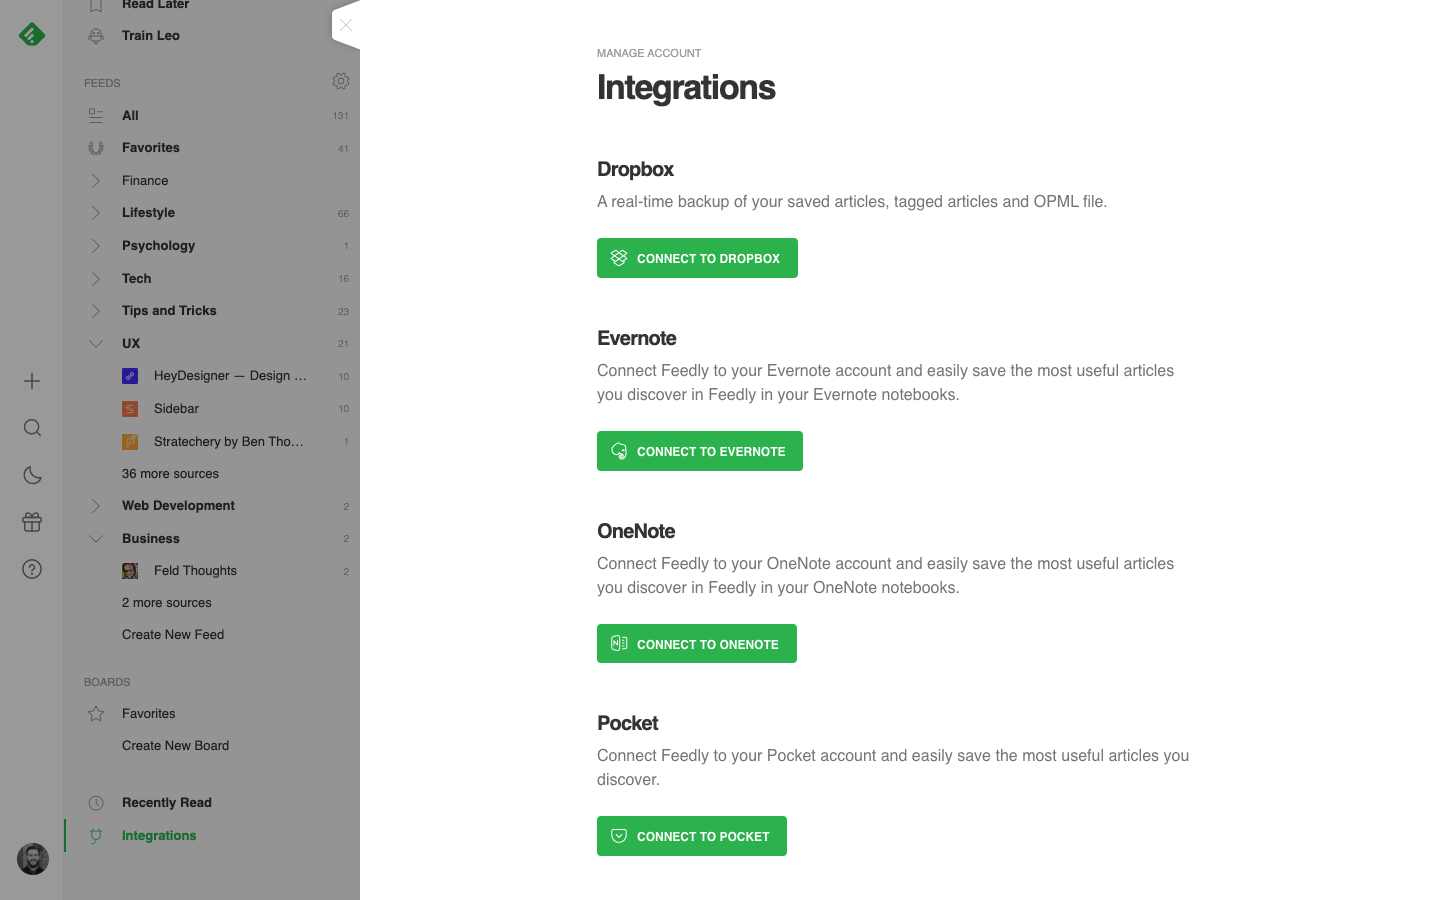 Read Later
Train Leo
FEEDS
All 131
Favorites 41
Finance
Lifestyle 66
Psychology 1
Tech 16
Tips and Tricks 23
UX 21
HeyDesigner — Design ... 10
Sidebar 10
Stratechery by Ben Tho... 1
36 more sources
Web Development 2
Business 2
Feld Thoughts 2
2 more sources
Create New Feed
BOARDS
Favorites
Create New Board
Recently Read
Integrations
MANAGE ACCOUNT
Integrations
Dropbox
A real-time backup of your saved articles, tagged articles and OPML file.
CONNECT TO DROPBOX
Evernote
Connect Feedly to your Evernote account and easily save the most useful articles
you discover in Feedly in your Evernote notebooks.
CONNECT TO EVERNOTE
OneNote
Connect Feedly to your OneNote account and easily save the most useful articles
you discover in Feedly in your OneNote notebooks.
CONNECT TO ONENOTE
Pocket
Connect Feedly to your Pocket account and easily save the most useful articles you
discover.
CONNECT TO POCKET